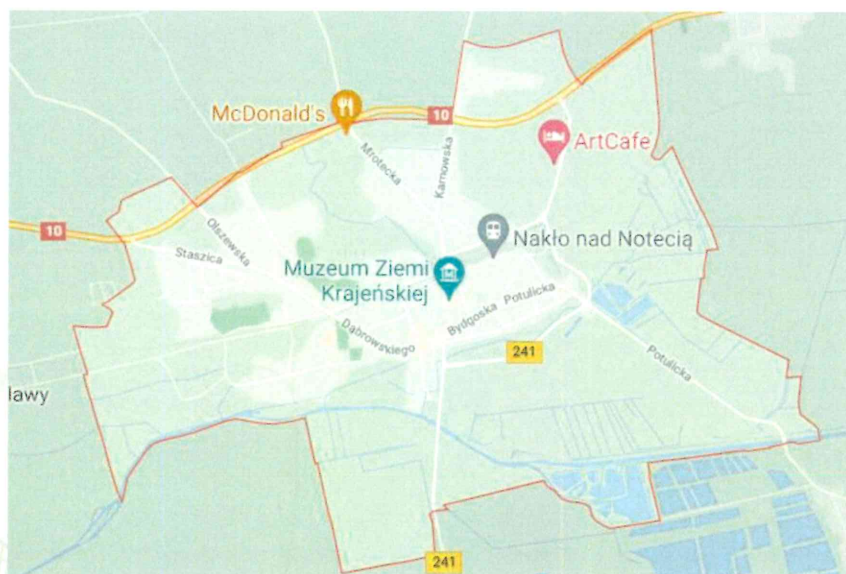 McDonald's
10
ArtCafe
Mrotecka
Karnowska
10
Olszewska
Staszica
Nakło nad Notecią
Muzeum Ziemi
Krajeńskiej
Bydgoska
Potulicka
Dąbrowskiego
241
Potulicka
lawy
241